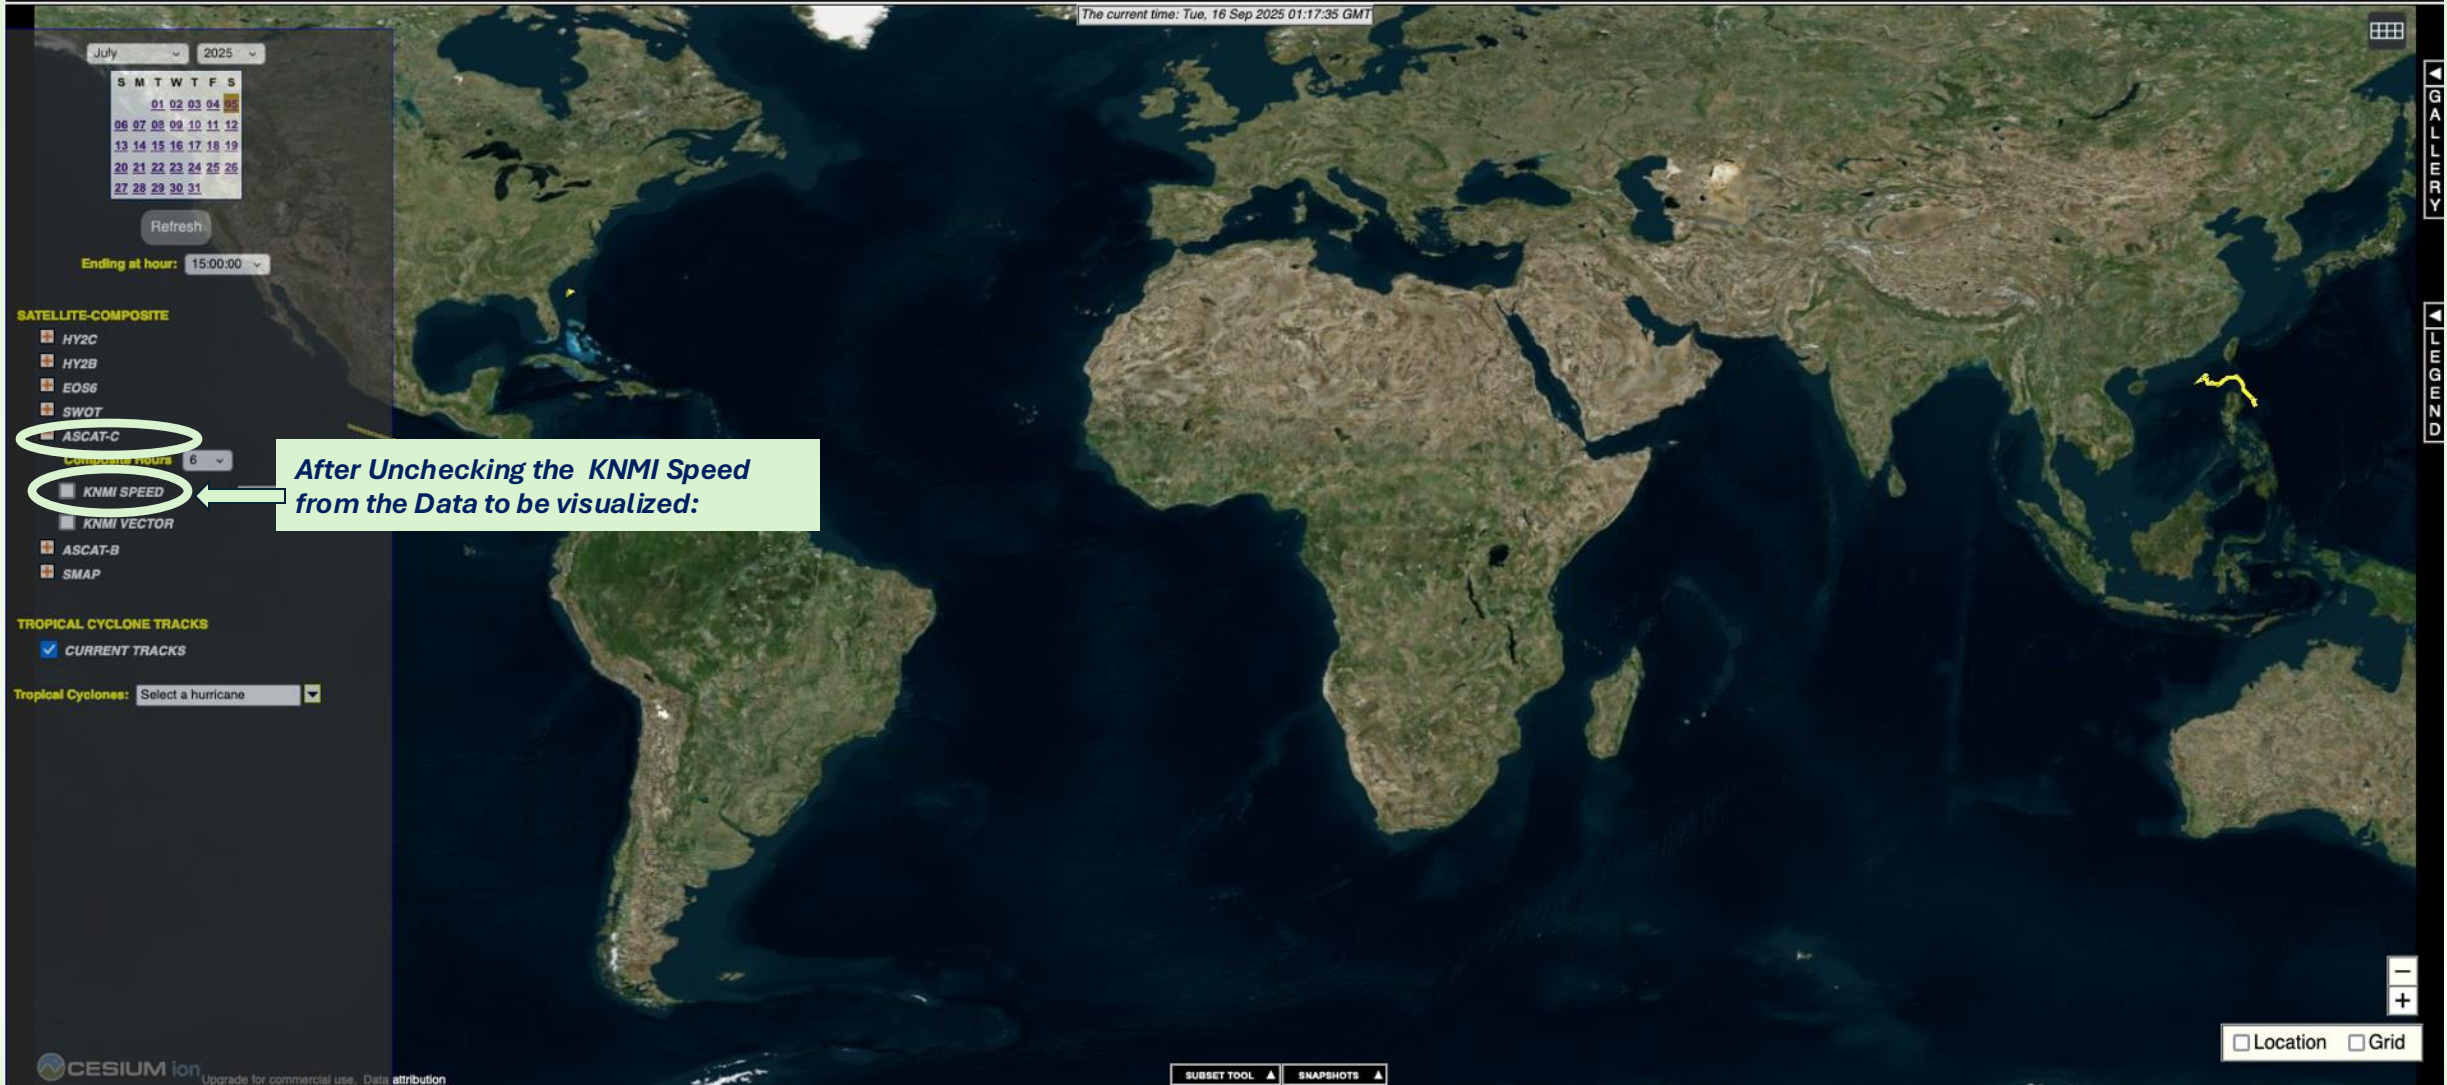 The current time: Tue, 16 Sep 2025 01:17:35 GMT
July 2025
S M T W T F S
01 02 03 04 05
06 07 08 09 10 11 12
13 14 15 16 17 18 19
20 21 22 23 24 25 26
27 28 29 30 31
Refresh
Ending at hour: 15:00:00
SATELLITE-COMPOSITE
HY2C
HY2B
EOS6
SWOT
ASCAT-C
Composite Hours 6
KNMI SPEED
KNMI VECTOR
ASCAT-B
SMAP
After Unchecking the KNMI Speed
from the Data to be visualized:
TROPICAL CYCLONE TRACKS
CURRENT TRACKS
Tropical Cyclones: Select a hurricane
GALLERY
LEGEND
Location Grid
CESIUM ion
Upgrade for commercial use. Data attribution
SUBSET TOOL SNAPSHOTS